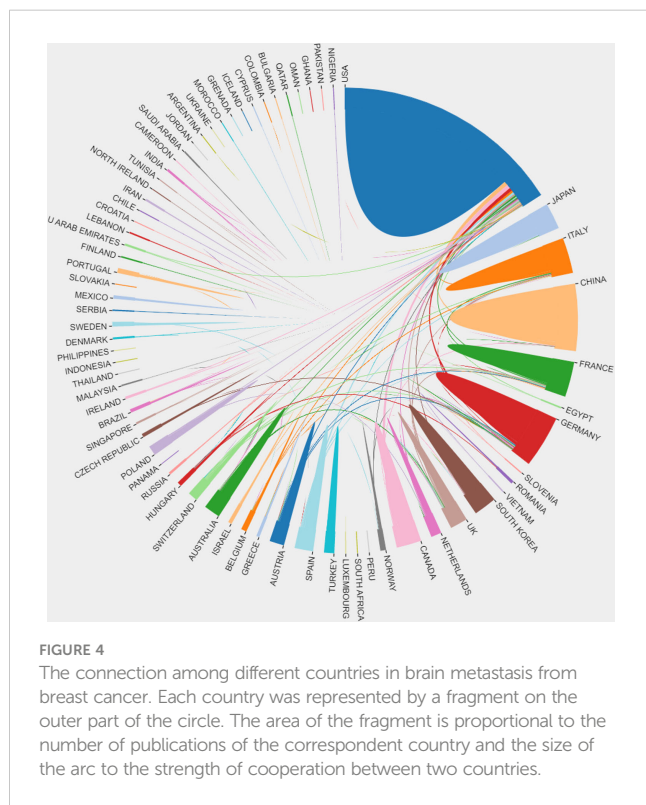 USA
JAPAN
ITALY
CHINA
FRANCE
EGYPT
GERMANY
SLOVENIA
ROMANIA
VIETNAM
SOUTH KOREA
UK
NETHERLANDS
CANADA
NORWAY
PERU
SOUTH AFRICA
LUXEMBOURG
TURKEY
SPAIN
AUSTRIA
GREECE
BELGIUM
ISRAEL
AUSTRALIA
SWITZERLAND
HUNGARY
RUSSIA
PANAMA
POLAND
CZECH REPUBLIC
SINGAPORE
BRAZIL
IRELAND
MALAYSIA
THAILAND
INDONESIA
PHILIPPINES
DENMARK
SWEDEN
SERBIA
MEXICO
SLOVAKIA
PORTUGAL
FINLAND
U ARAB EMIRATES
LEBANON
CROATIA
CHILE
IRAN
NORTH IRELAND
TUNISIA
INDIA
CAMEROON
SAUDI ARABIA
JORDAN
ARGENTINA
UKRAINE
MOROCCO
GRENADA
ICELAND
CYPRUS
COLOMBIA
BULGARIA
QATAR
OMAN
GHANA
PAKISTAN
NIGERIA
FIGURE 4
The connection among different countries in brain metastasis from
breast cancer. Each country was represented by a fragment on the
outer part of the circle. The area of the fragment is proportional to the
number of publications of the correspondent country and the size of
the arc to the strength of cooperation between two countries.